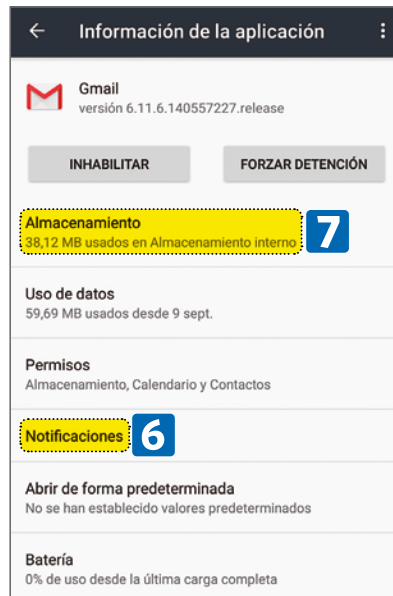 Información de la aplicación
Gmail
versión 6.11.6.140557227.release
INHABILITAR FORZAR DETENCIÓN
Almacenamiento
38,12 MB usados en Almacenamiento interno
7
Uso de datos
59,69 MB usados desde 9 sept.
Permisos
Almacenamiento, Calendario y Contactos
Notificaciones 6
Abrir de forma predeterminada
No se han establecido valores predeterminados
Batería
0% de uso desde la última carga completa